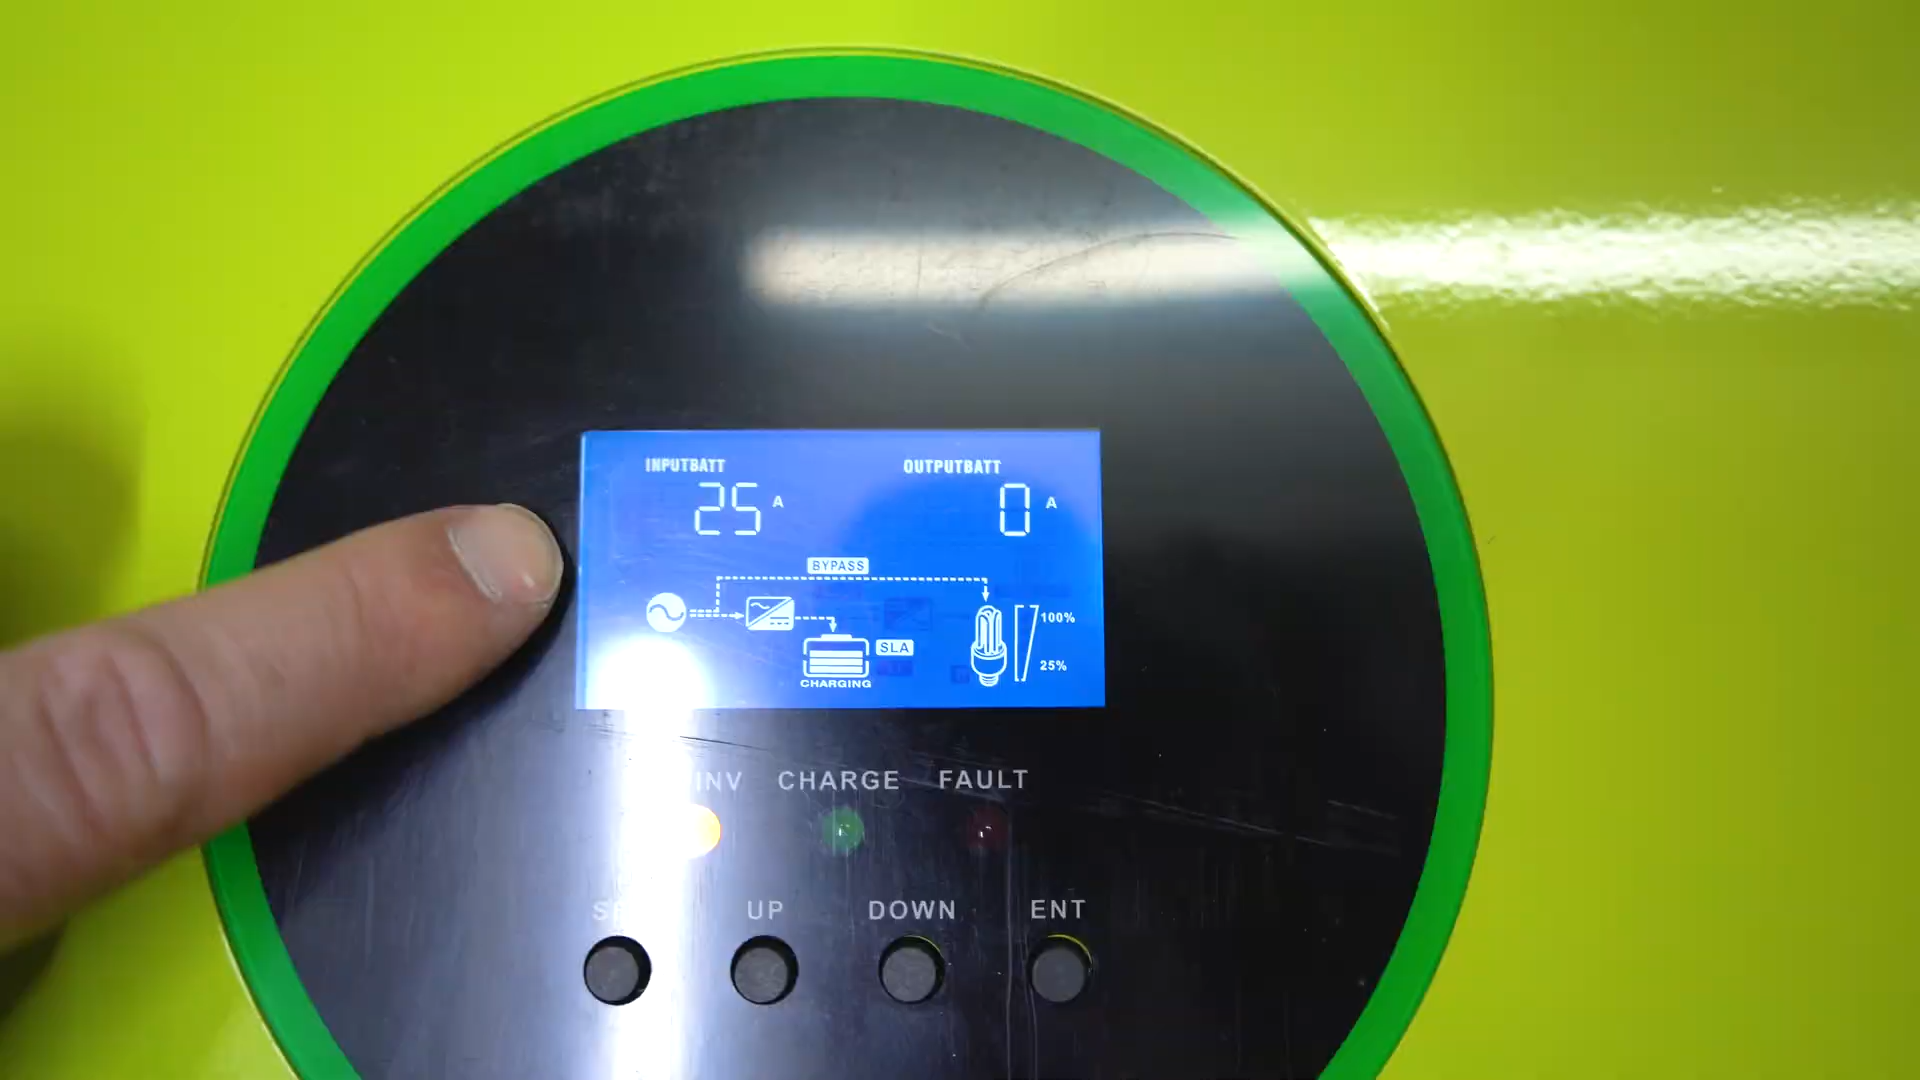 INPUTBATT OUTPUTBATT
25 A 0 A
BYPASS
100%
SLA
25%
CHARGING
INV CHARGE FAULT
UP DOWN ENT